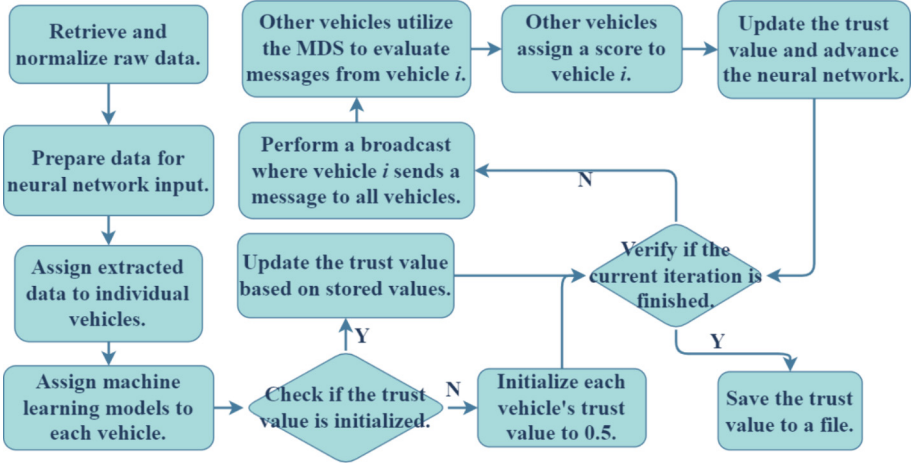 Retrieve and
normalize raw data.
Prepare data for
neural network input.
Assign extracted
data to individual
vehicles.
Assign machine
learning models to
each vehicle.
Check if the trust
value is initialized.
Y
N
Update the trust value
based on stored values.
Initialize each
vehicle's trust
value to 0.5.
Verify if the
current iteration is
finished.
N
Y
Perform a broadcast
where vehicle i sends a
message to all vehicles.
Other vehicles utilize
the MDS to evaluate
messages from vehicle i.
Other vehicles
assign a score to
vehicle i.
Update the trust
value and advance
the neural network.
Save the trust
value to a file.